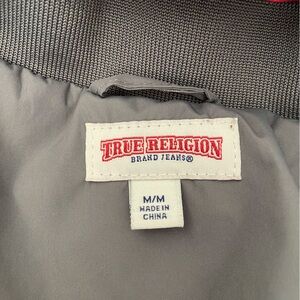 TRUE RELIGION
BRAND JEANS®
M/M
MADE IN
CHINA